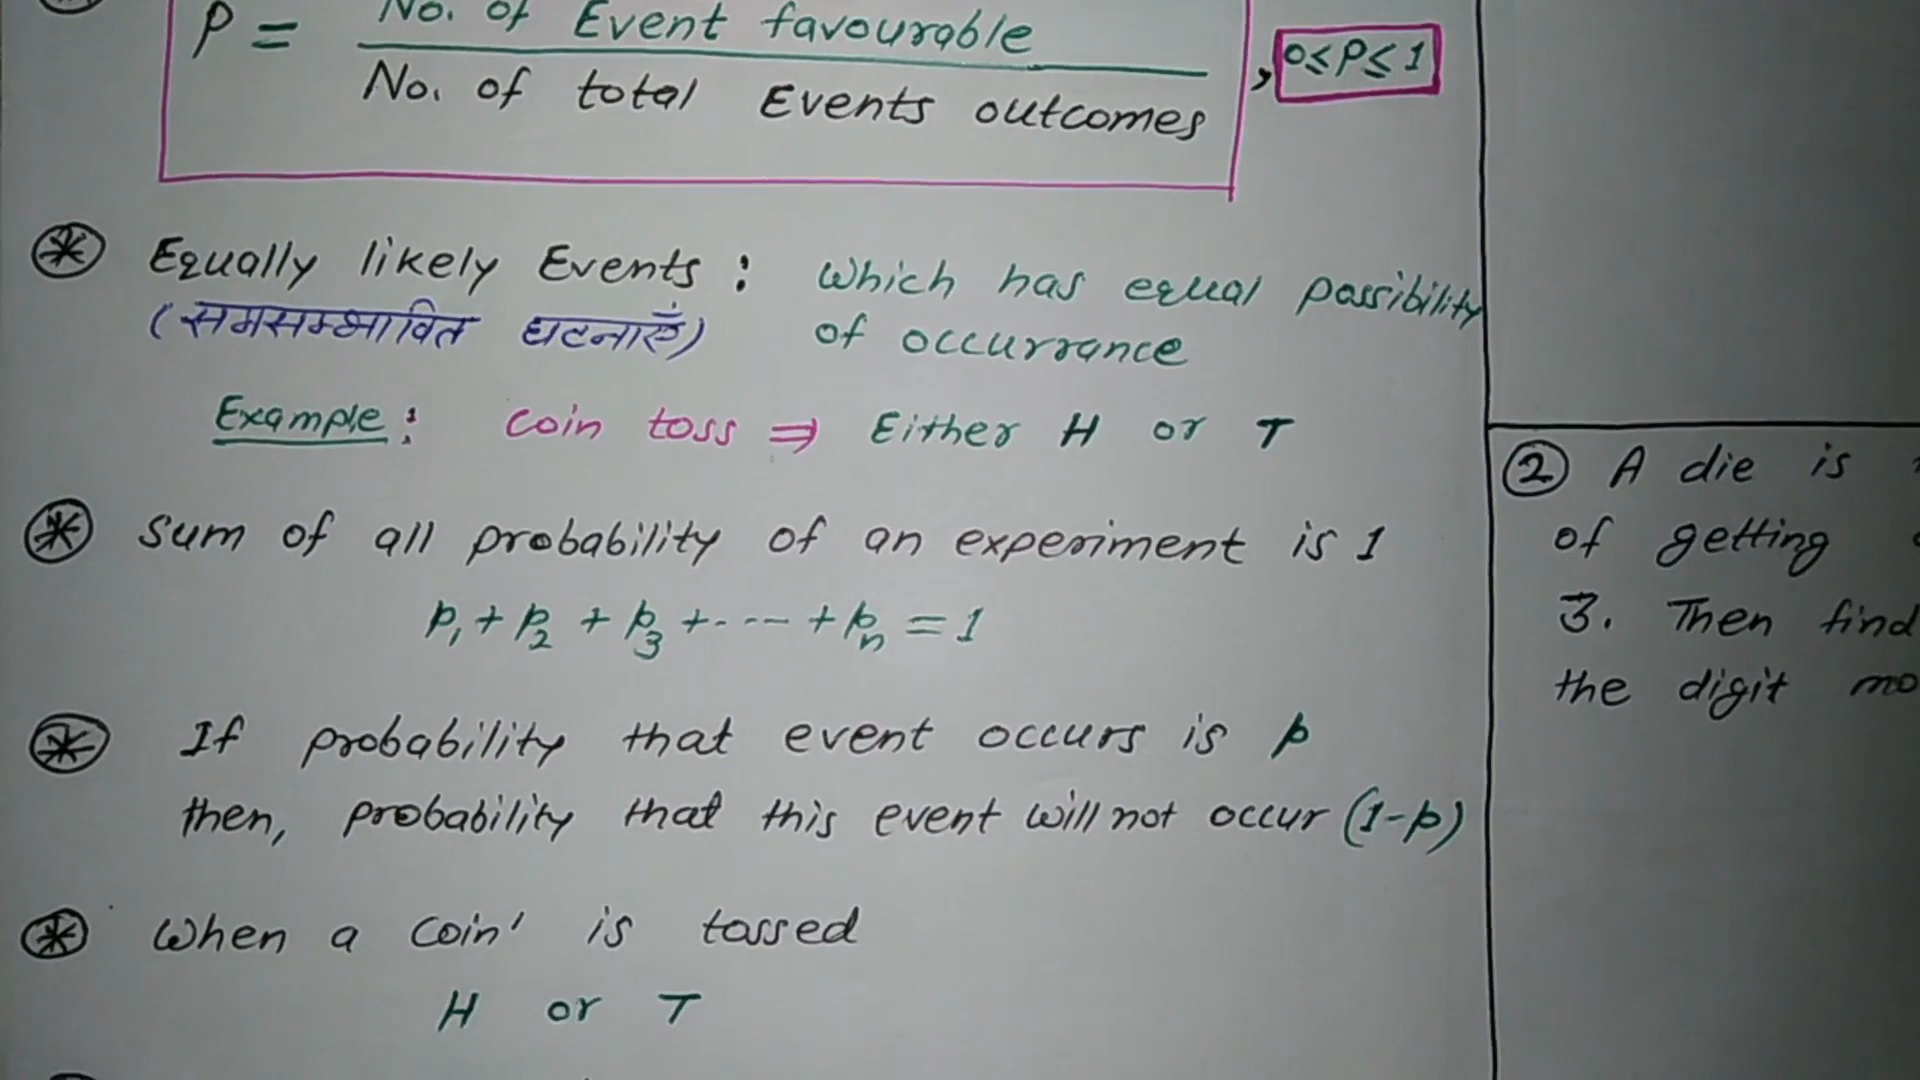 P = No. of Event favourable
No. of total Events outcomes
, 0≤P≤1
Equally likely Events : Which has equal possibility
(समसम्भावित घटनाएँ) of occurrance
Example : Coin toss ⇒ Either H or T
Sum of all probability of an experiment is 1
p₁ + p₂ + p₃ + ---- + pₙ = 1
If probability that event occurs is p
then, probability that this event will not occur (1-p)
When a coin' is tossed
H or T
② A die is
of getting
3. Then find
the digit